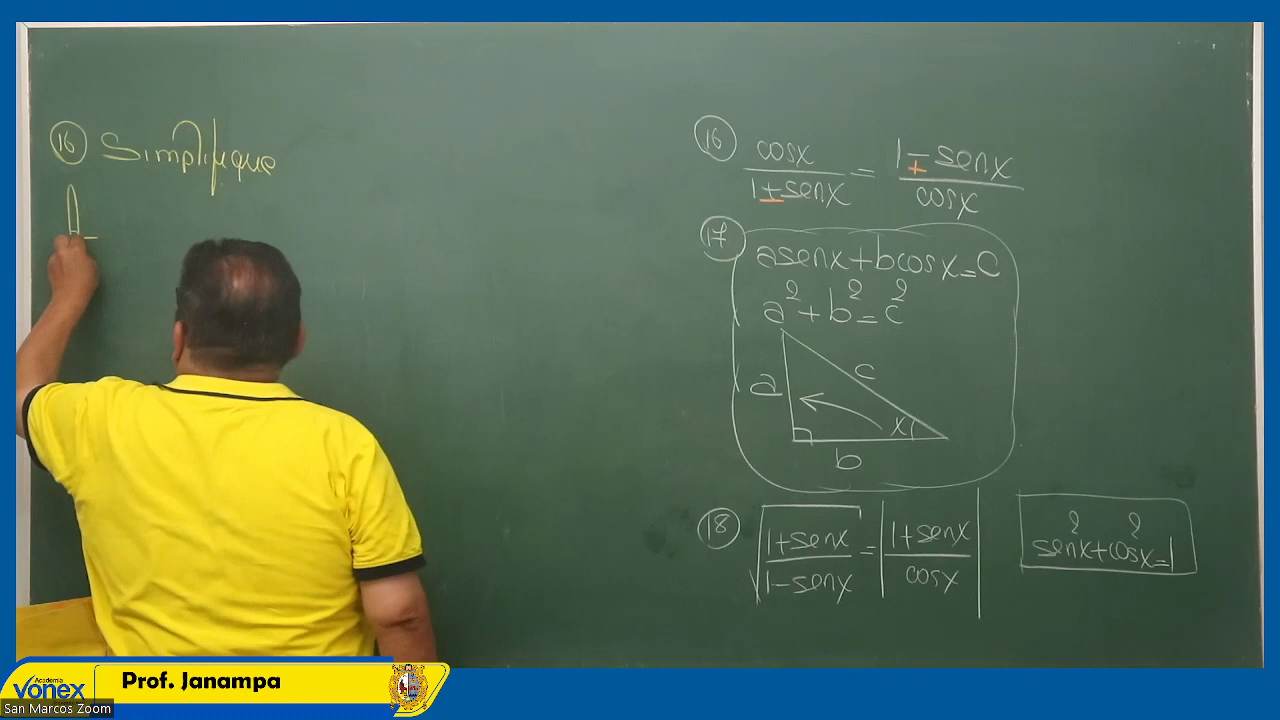 16 Simplifique
16 cosx / 1±senx = 1∓senx / cosx
17 asenx+bcosx=c
a²+b²=c²
a c
x
b
18 √(1+senx / 1-senx) = |1+senx / cosx|
sen²x+cos²x=1
Academia
vonex
Prof. Janampa
San Marcos Zoom